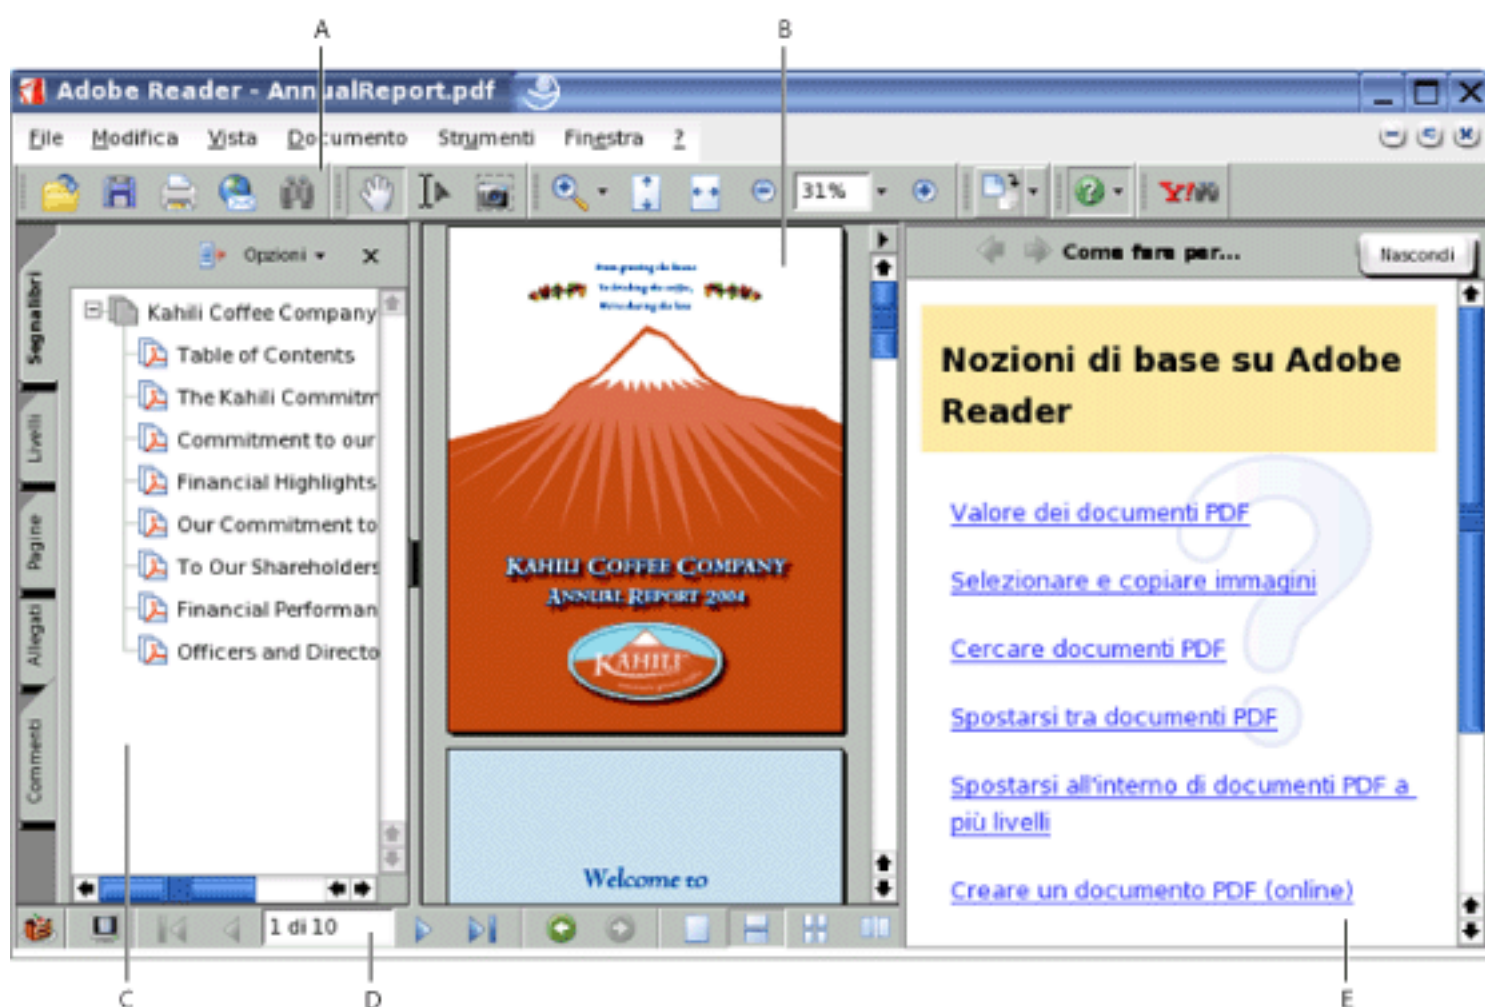 A
B
Adobe Reader - AnnualReport.pdf
File Modifica Vista Documento Strumenti Finestra ?
31%
Y!
Opzioni
Come fare per...
Nascondi
Segnalibri
Livelli
Pagine
Allegati
Commenti
Kahili Coffee Company
Table of Contents
The Kahili Commitm
Commitment to our
Financial Highlights
Our Commitment to
To Our Shareholders
Financial Performan
Officers and Directo
KAHILI COFFEE COMPANY
ANNUAL REPORT 2004
KAHILI
Welcome to
Nozioni di base su Adobe
Reader
Valore dei documenti PDF
Selezionare e copiare immagini
Cercare documenti PDF
Spostarsi tra documenti PDF
Spostarsi all'interno di documenti PDF a
più livelli
Creare un documento PDF (online)
1 di 10
C
D
E